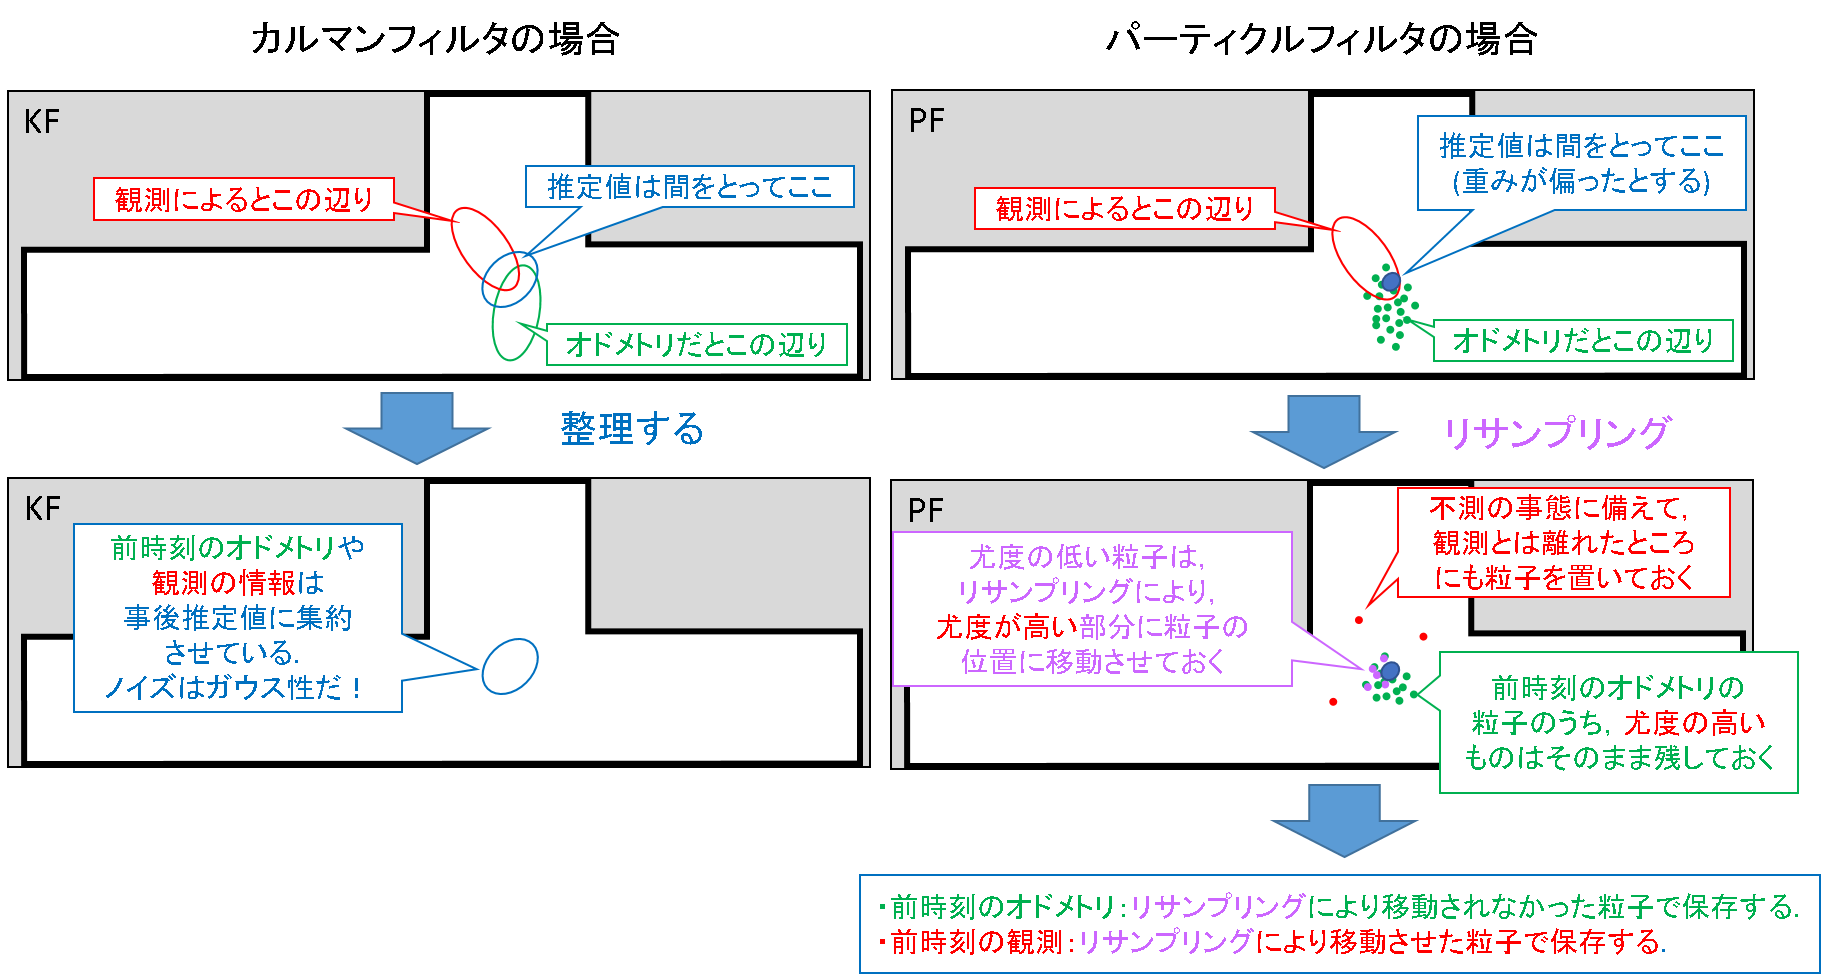 カルマンフィルタの場合
パーティクルフィルタの場合
KF
観測によるとこの辺り
推定値は間をとってここ
オドメトリだとこの辺り
PF
観測によるとこの辺り
推定値は間をとってここ
(重みが偏ったとする)
オドメトリだとこの辺り
整理する
リサンプリング
KF
前時刻のオドメトリや
観測の情報は
事後推定値に集約
させている.
ノイズはガウス性だ！
PF
尤度の低い粒子は,
リサンプリングにより,
尤度が高い部分に粒子の
位置に移動させておく
不測の事態に備えて,
観測とは離れたところ
にも粒子を置いておく
前時刻のオドメトリの
粒子のうち, 尤度の高い
ものはそのまま残しておく
・前時刻のオドメトリ：リサンプリングにより移動されなかった粒子で保存する.
・前時刻の観測：リサンプリングにより移動させた粒子で保存する.